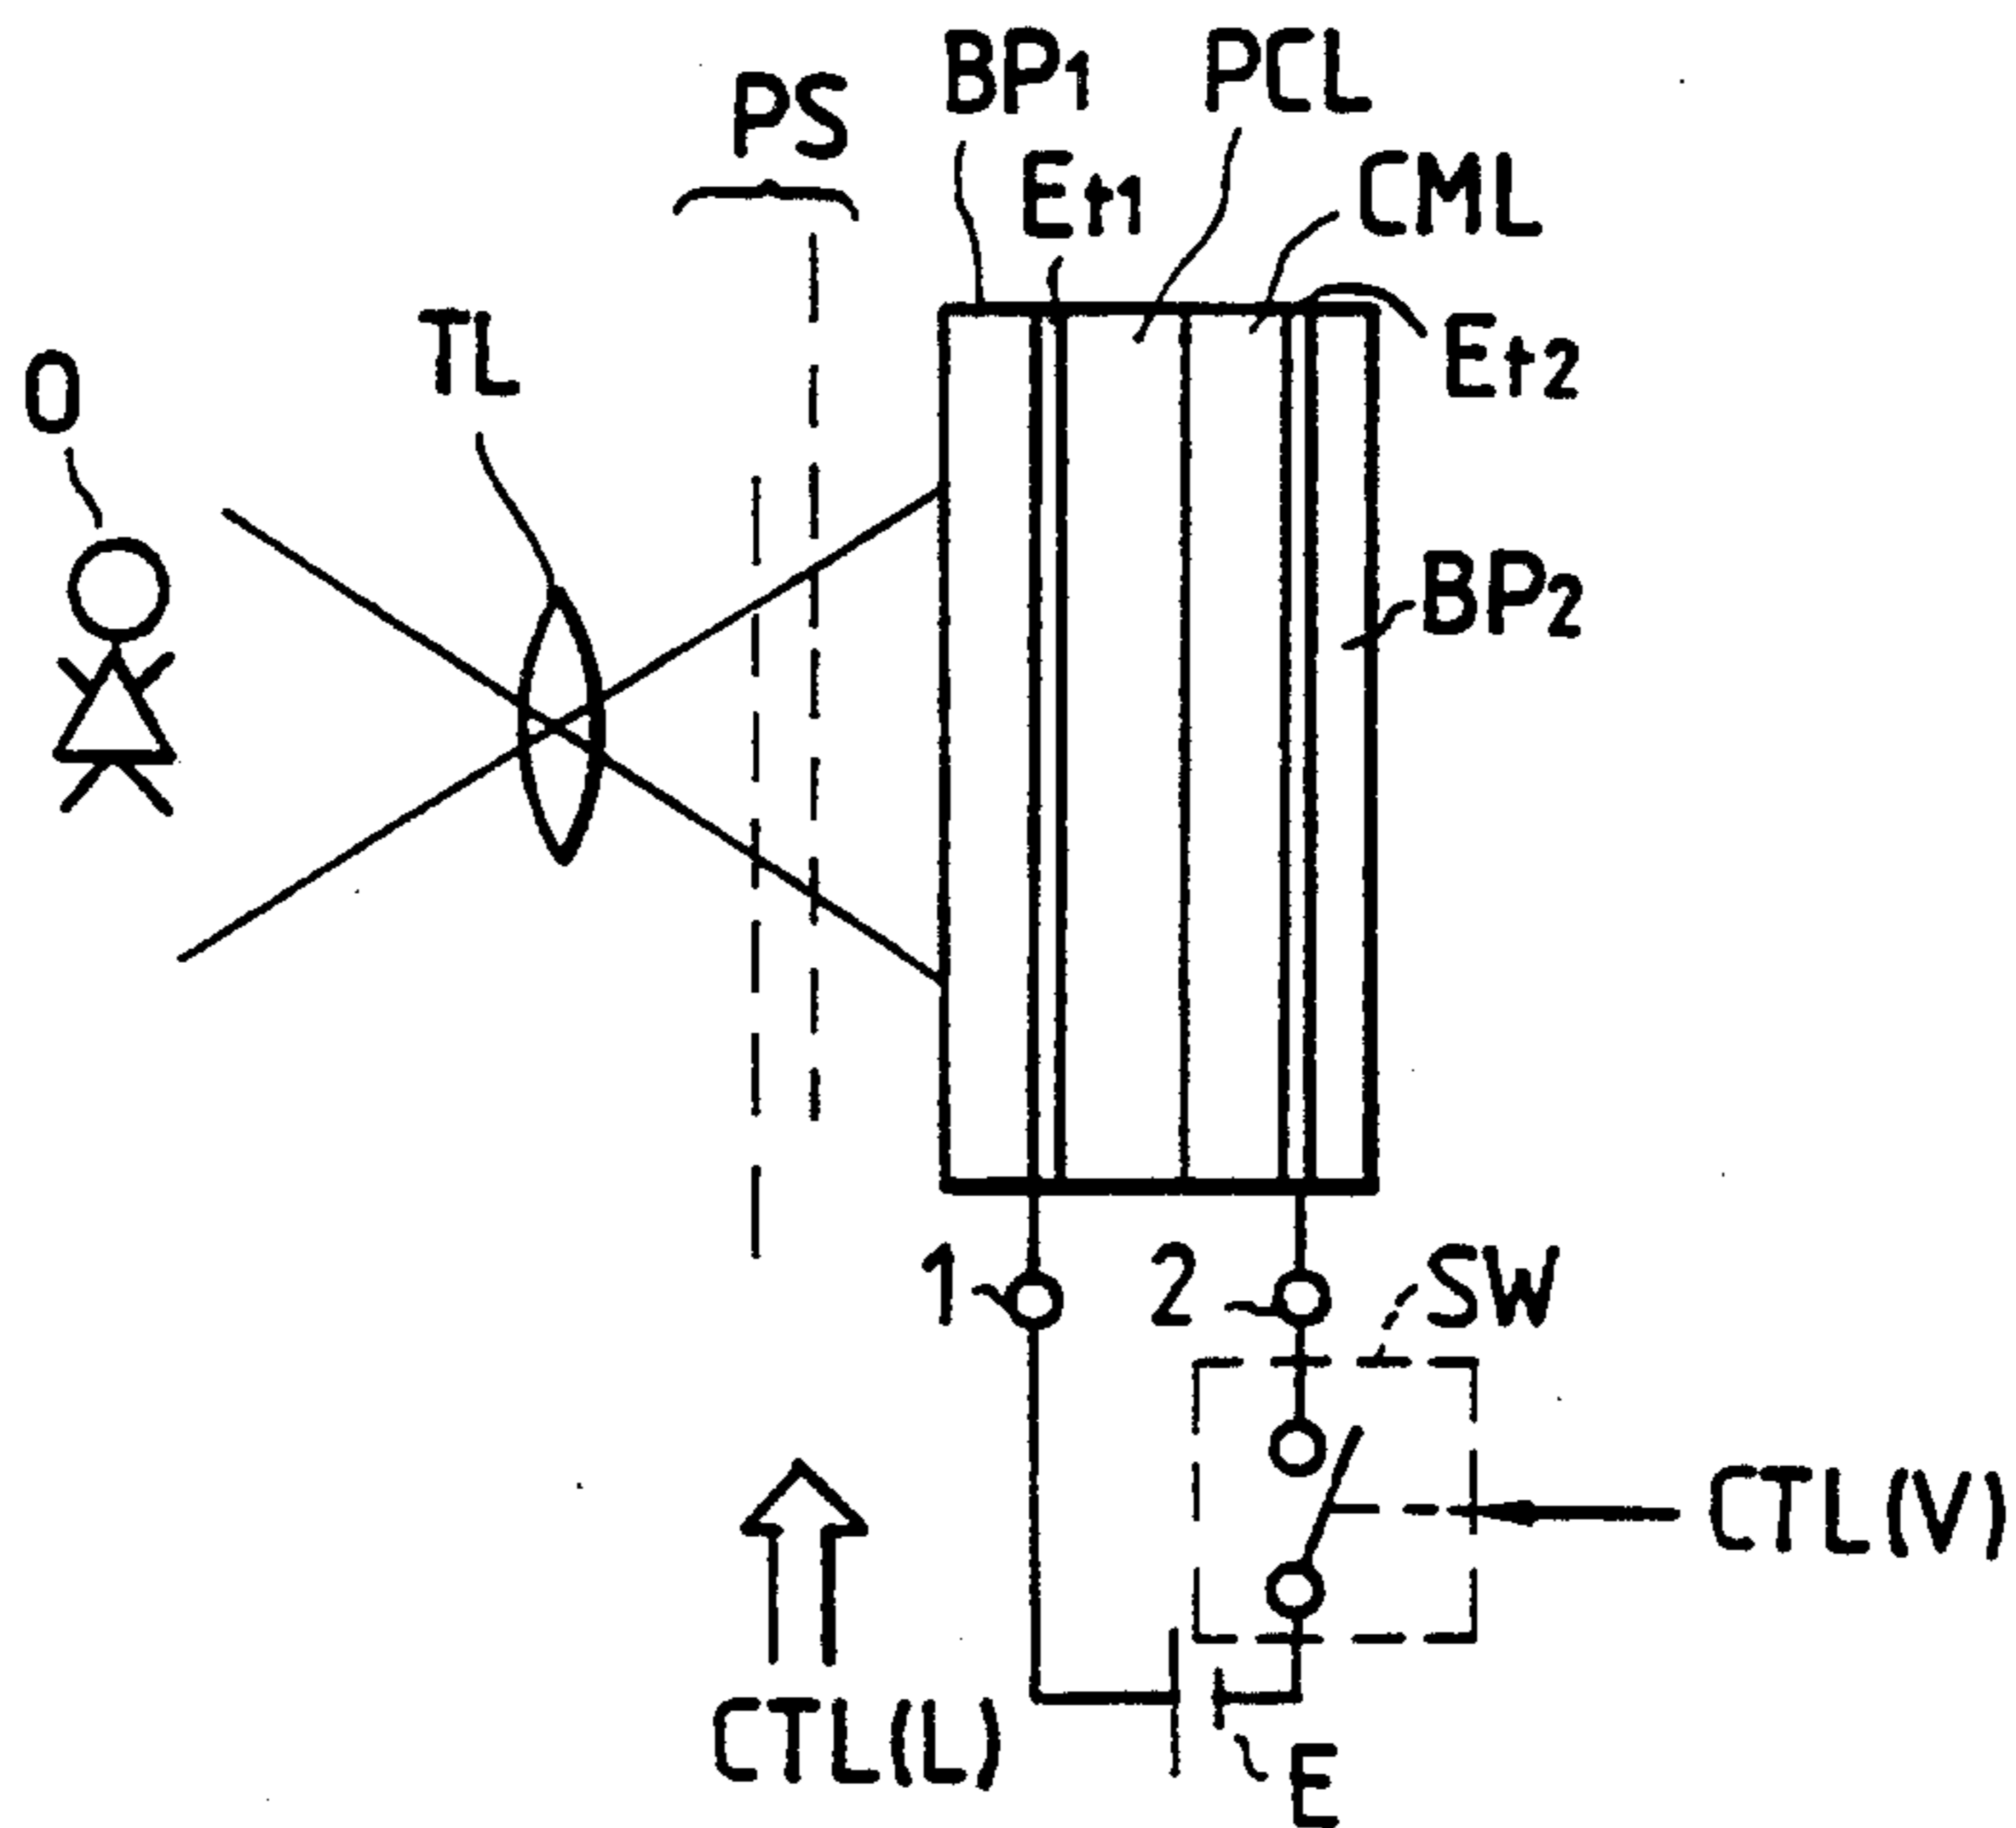 BP1
PCL
PS
Et1
CML
TL
Et2
O
BP2
1
2
SW
CTL(V)
CTL(L)
E